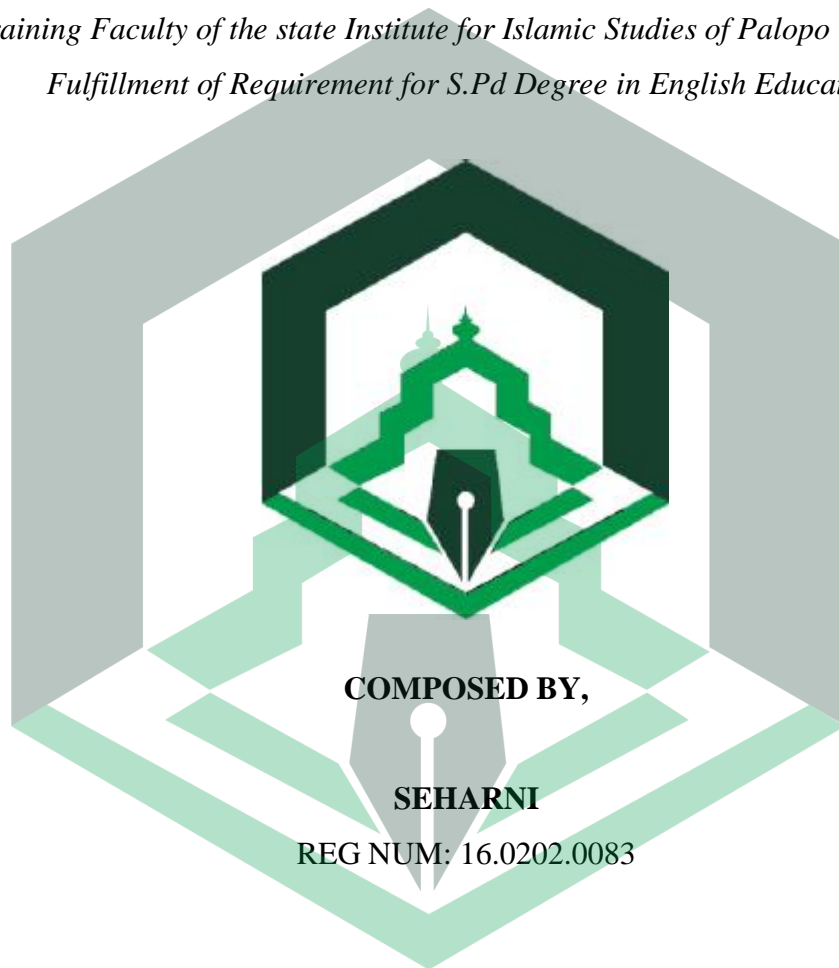 raining Faculty of the state Institute for Islamic Studies of Palopo
Fulfillment of Requirement for S.Pd Degree in English Educa
COMPOSED BY,
SEHARNI
REG NUM: 16.0202.0083